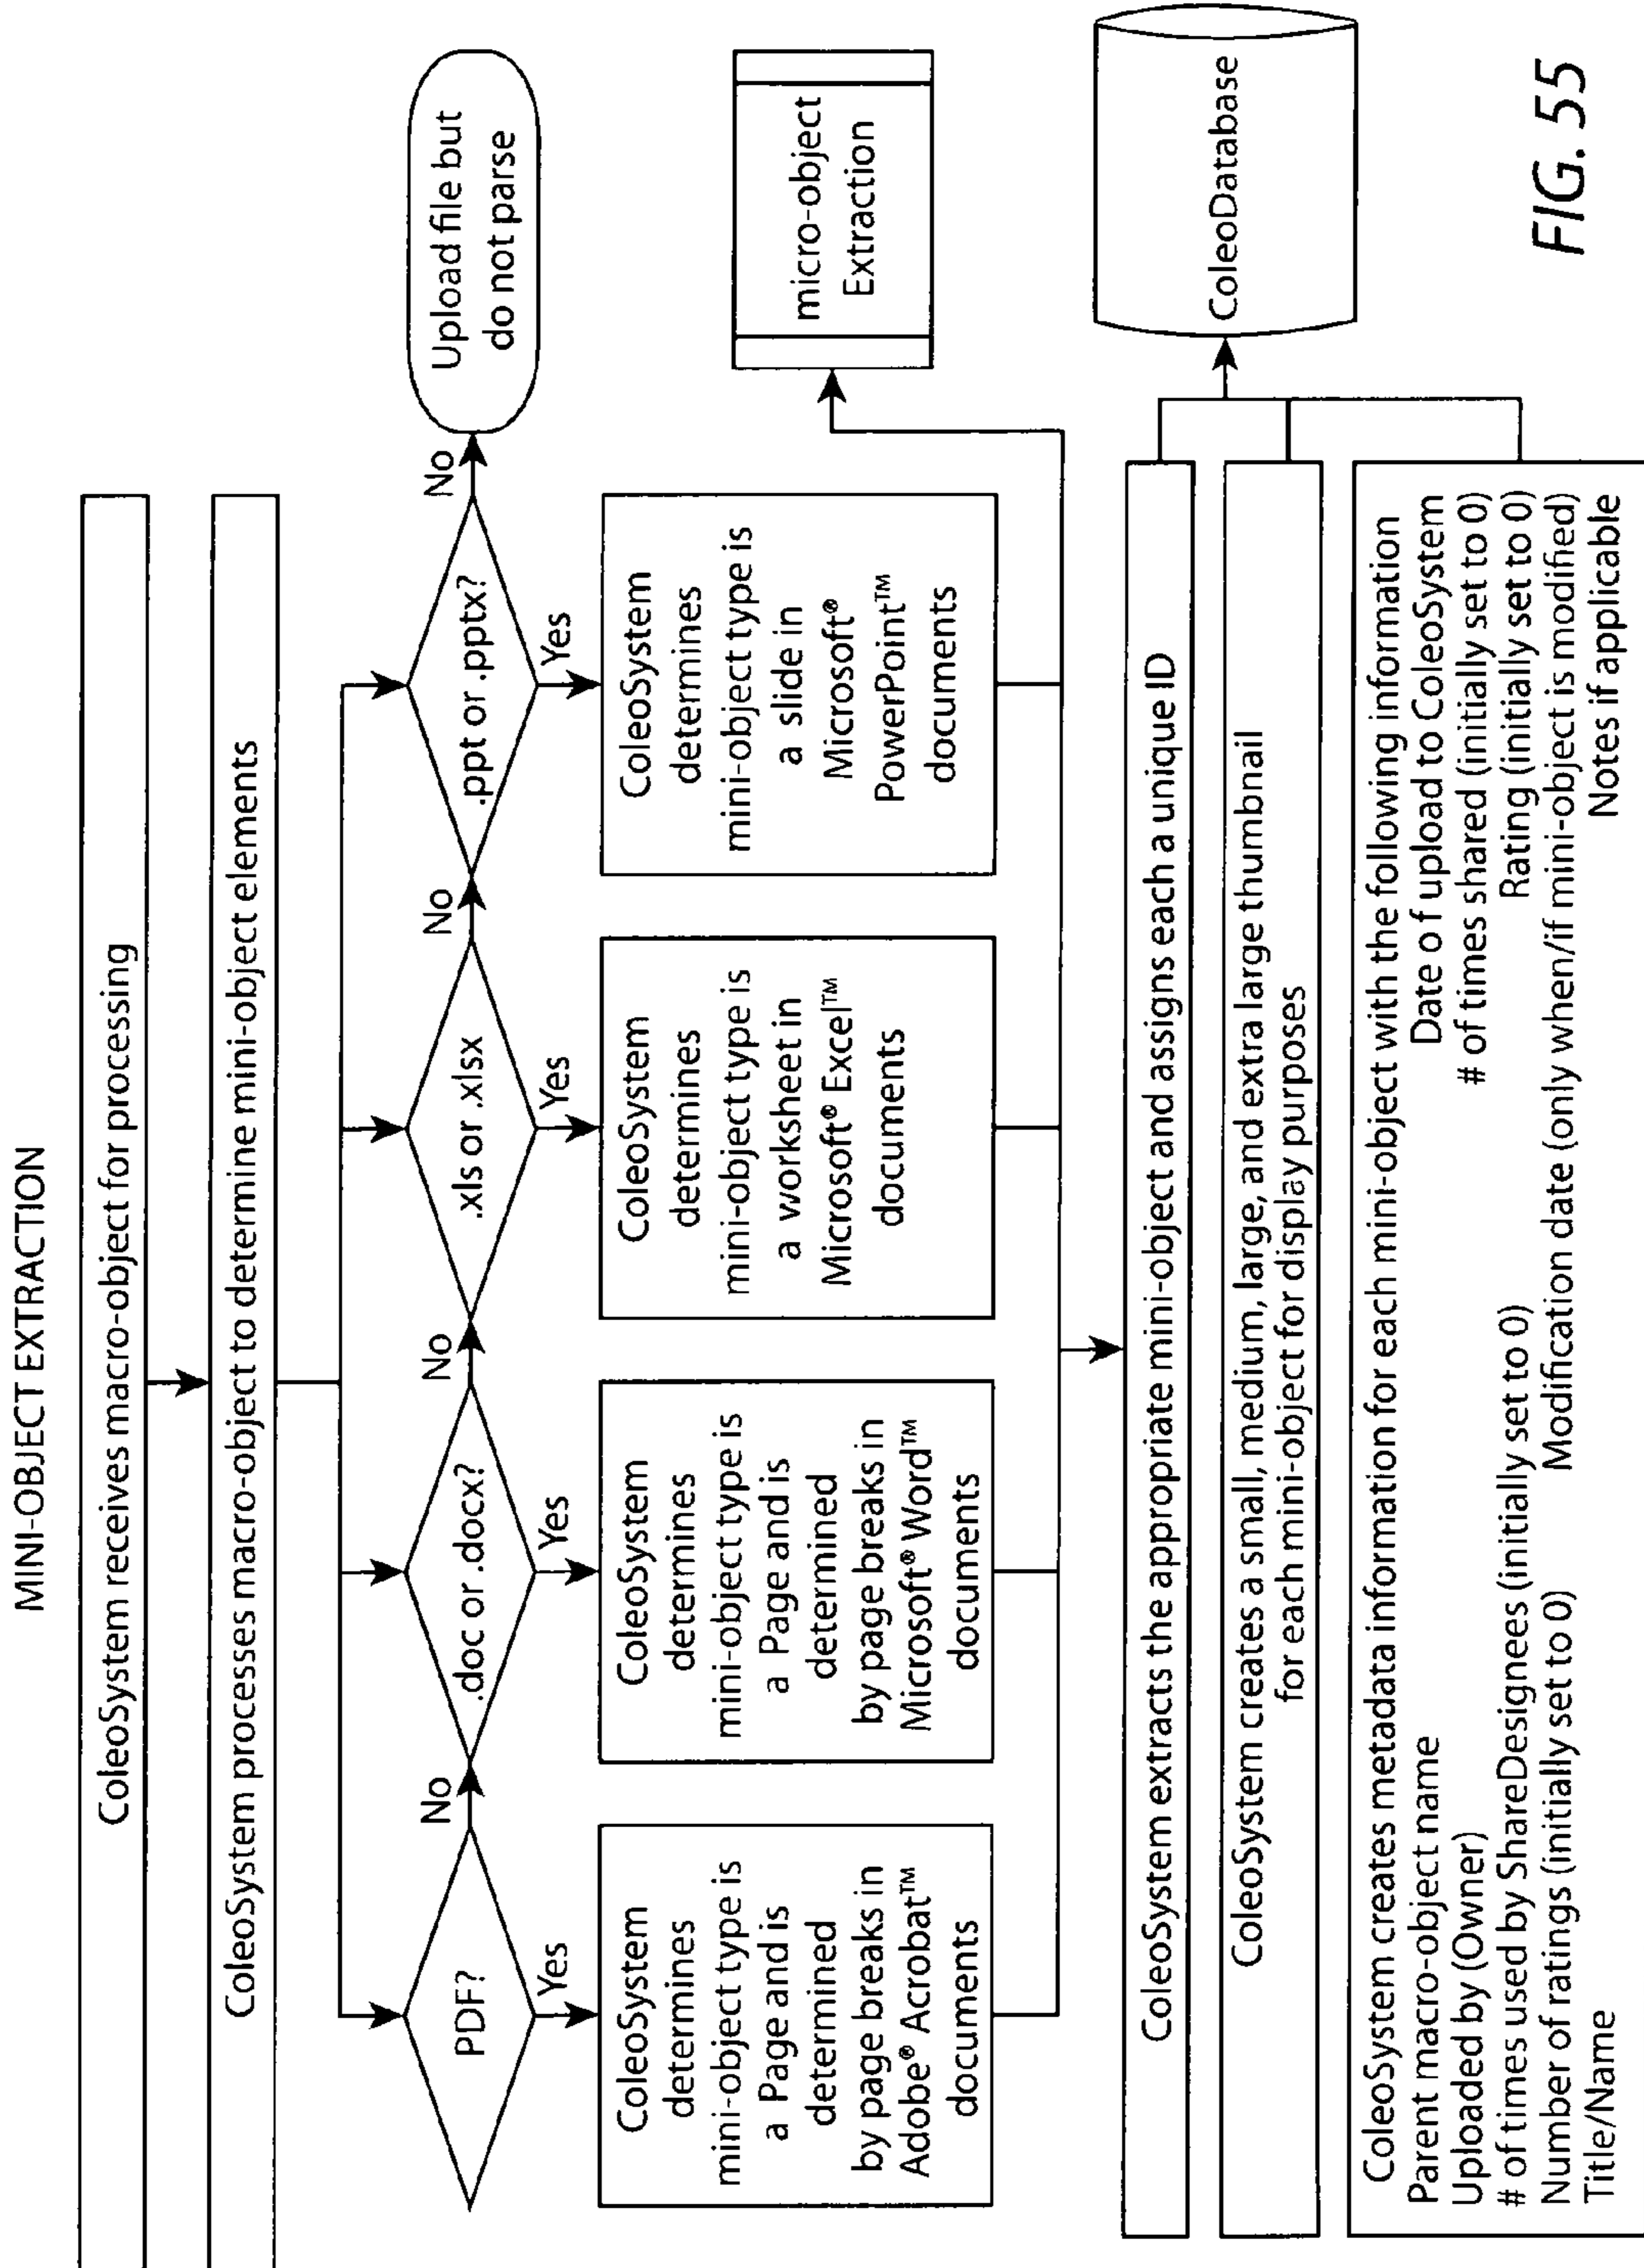 MINI-OBJECT EXTRACTION
ColeoSystem receives macro-object for processing
ColeoSystem processes macro-object to determine mini-object elements
PDF?
No
.doc or .docx?
No
.xls or .xlsx
No
.ppt or .pptx?
No
Upload file but
do not parse
Yes
Yes
Yes
Yes
ColeoSystem
determines
mini-object type is
a Page and is
determined
by page breaks in
Adobe® Acrobat™
documents
ColeoSystem
determines
mini-object type is
a Page and is
determined
by page breaks in
Microsoft® Word™
documents
ColeoSystem
determines
mini-object type is
a worksheet in
Microsoft® Excel™
documents
ColeoSystem
determines
mini-object type is
a slide in
Microsoft®
PowerPoint™
documents
micro-object
Extraction
ColeoSystem extracts the appropriate mini-object and assigns each a unique ID
ColeoSystem creates a small, medium, large, and extra large thumbnail
for each mini-object for display purposes
ColeoDatabase
ColeoSystem creates metadata information for each mini-object with the following information
Parent macro-object name
Date of upload to ColeoSystem
Uploaded by (Owner)
# of times shared (initially set to 0)
# of times used by ShareDesignees (initially set to 0)
Rating (initially set to 0)
Number of ratings (initially set to 0)
Modification date (only when/if mini-object is modified)
Title/Name
Notes if applicable
FIG. 55